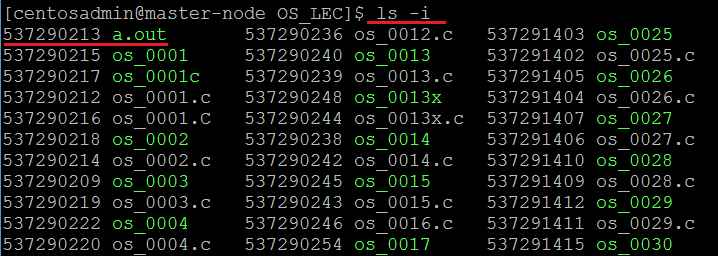 [centosadmin@master-node OS_LEC]$ ls -i
537290213 a.out 537290236 os_0012.c 537291403 os_0025
537290215 os_0001 537290240 os_0013 537291402 os_0025.c
537290217 os_0001c 537290239 os_0013.c 537291405 os_0026
537290212 os_0001.c 537290248 os_0013x 537291404 os_0026.c
537290216 os_0001.C 537290244 os_0013x.c 537291407 os_0027
537290218 os_0002 537290238 os_0014 537291406 os_0027.c
537290214 os_0002.c 537290242 os_0014.c 537291410 os_0028
537290209 os_0003 537290245 os_0015 537291409 os_0028.c
537290219 os_0003.c 537290243 os_0015.c 537291412 os_0029
537290222 os_0004 537290246 os_0016.c 537291411 os_0029.c
537290220 os_0004.c 537290254 os_0017 537291415 os_0030